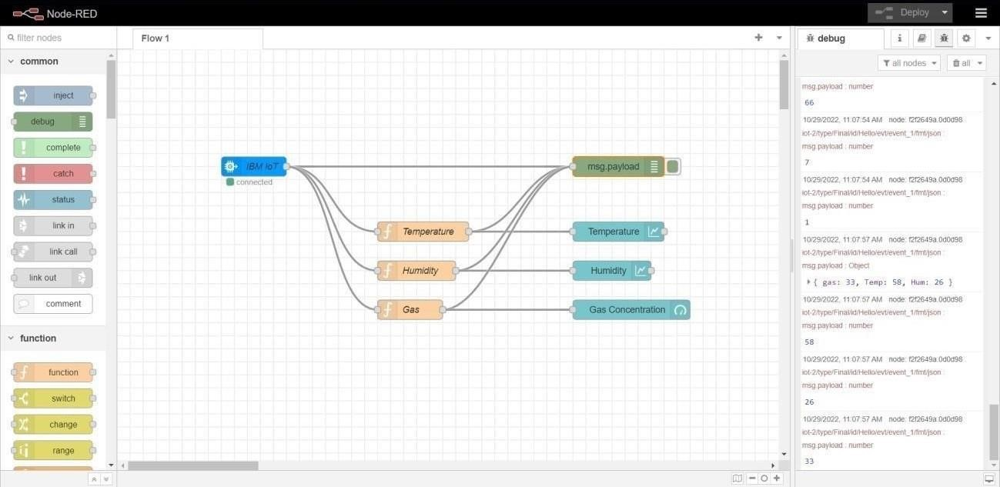 Node-RED
Deploy
filter nodes
Flow 1
debug
common
all nodes
all
inject
debug
complete
catch
status
link in
link call
link out
comment
function
function
switch
change
range
IBM IoT
connected
msg.payload
Temperature
Temperature
Humidity
Humidity
Gas
Gas Concentration
msg.payload : number
66
10/29/2022, 11:07:54 AM node: f2f2649a.0d0d98
iot-2/type/Final/id/Hello/evt/event_1/fmt/json :
msg.payload : number
7
10/29/2022, 11:07:54 AM node: f2f2649a.0d0d98
iot-2/type/Final/id/Hello/evt/event_1/fmt/json :
msg.payload : number
1
10/29/2022, 11:07:57 AM node: f2f2649a.0d0d98
iot-2/type/Final/id/Hello/evt/event_1/fmt/json :
msg.payload : Object
{ gas: 33, Temp: 58, Hum: 26 }
10/29/2022, 11:07:57 AM node: f2f2649a.0d0d98
iot-2/type/Final/id/Hello/evt/event_1/fmt/json :
msg.payload : number
58
10/29/2022, 11:07:57 AM node: f2f2649a.0d0d98
iot-2/type/Final/id/Hello/evt/event_1/fmt/json :
msg.payload : number
26
10/29/2022, 11:07:57 AM node: f2f2649a.0d0d98
iot-2/type/Final/id/Hello/evt/event_1/fmt/json :
msg.payload : number
33